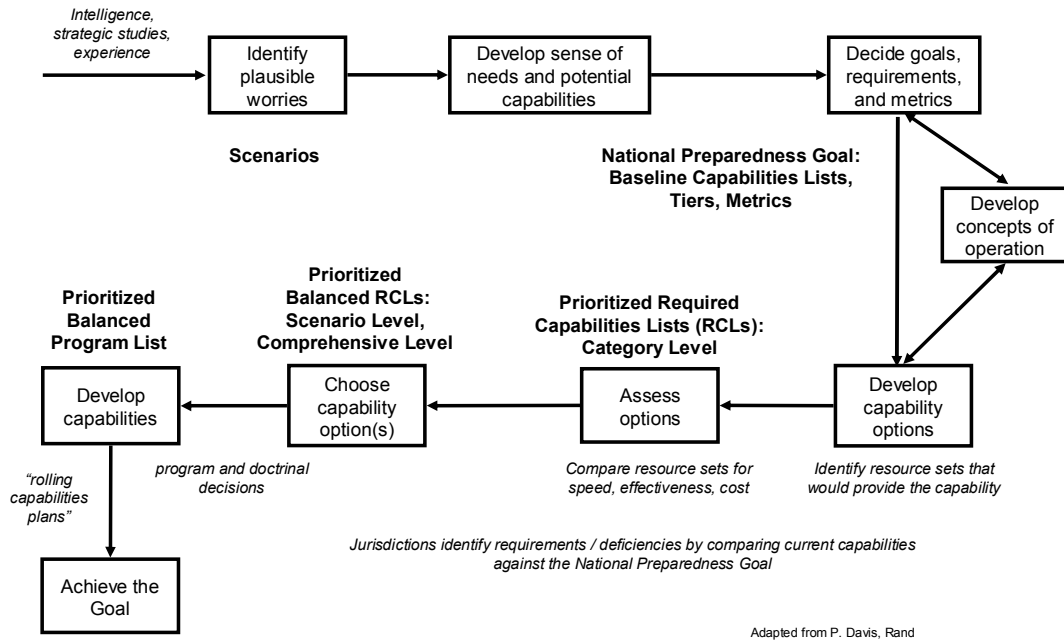 Intelligence,
strategic studies,
experience
Identify
plausible
worries
Develop sense of
needs and potential
capabilities
Decide goals,
requirements,
and metrics
Scenarios
National Preparedness Goal:
Baseline Capabilities Lists,
Tiers, Metrics
Develop
concepts of
operation
Prioritized
Balanced
Program List
Prioritized
Balanced RCLs:
Scenario Level,
Comprehensive Level
Prioritized Required
Capabilities Lists (RCLs):
Category Level
Develop
capabilities
Choose
capability
option(s)
Assess
options
Develop
capability
options
“rolling
capabilities
plans”
program and doctrinal
decisions
Compare resource sets for
speed, effectiveness, cost
Identify resource sets that
would provide the capability
Jurisdictions identify requirements / deficiencies by comparing current capabilities
against the National Preparedness Goal
Achieve the
Goal
Adapted from P. Davis, Rand